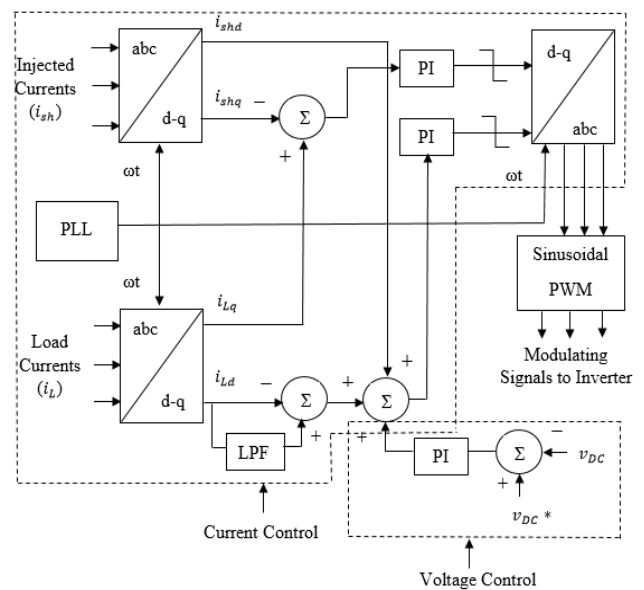 Injected
Currents
(i_sh)
abc
d-q
i_shd
i_shq
−
Σ
+
PI
PI
d-q
abc
ωt
ωt
PLL
ωt
Sinusoidal
PWM
Modulating
Signals to Inverter
Load
Currents
(i_L)
abc
d-q
i_Lq
i_Ld
−
Σ
+
LPF
+
+
Σ
+
PI
Σ
−
v_DC
+
v_DC *
Current Control
Voltage Control